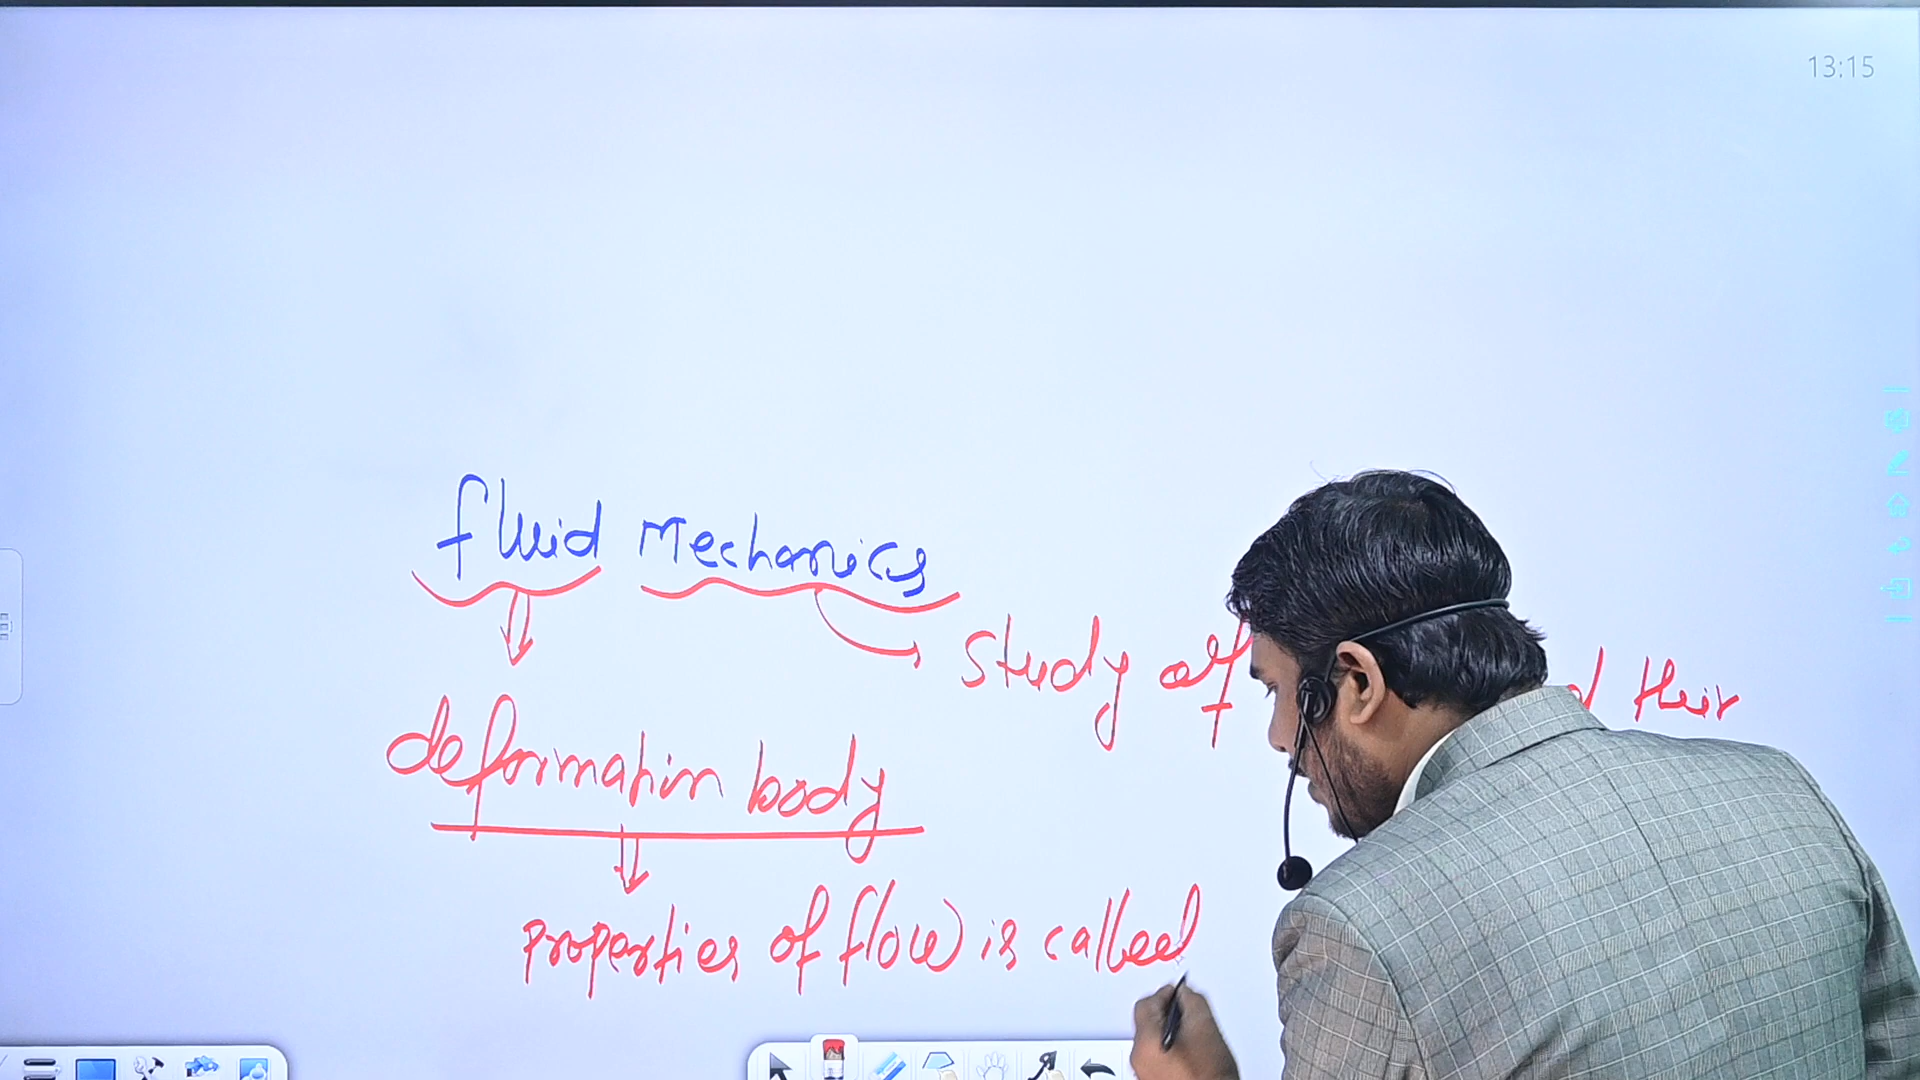 13:15
fluid Mechanics
Study of
their
deformation body
properties of flow is called